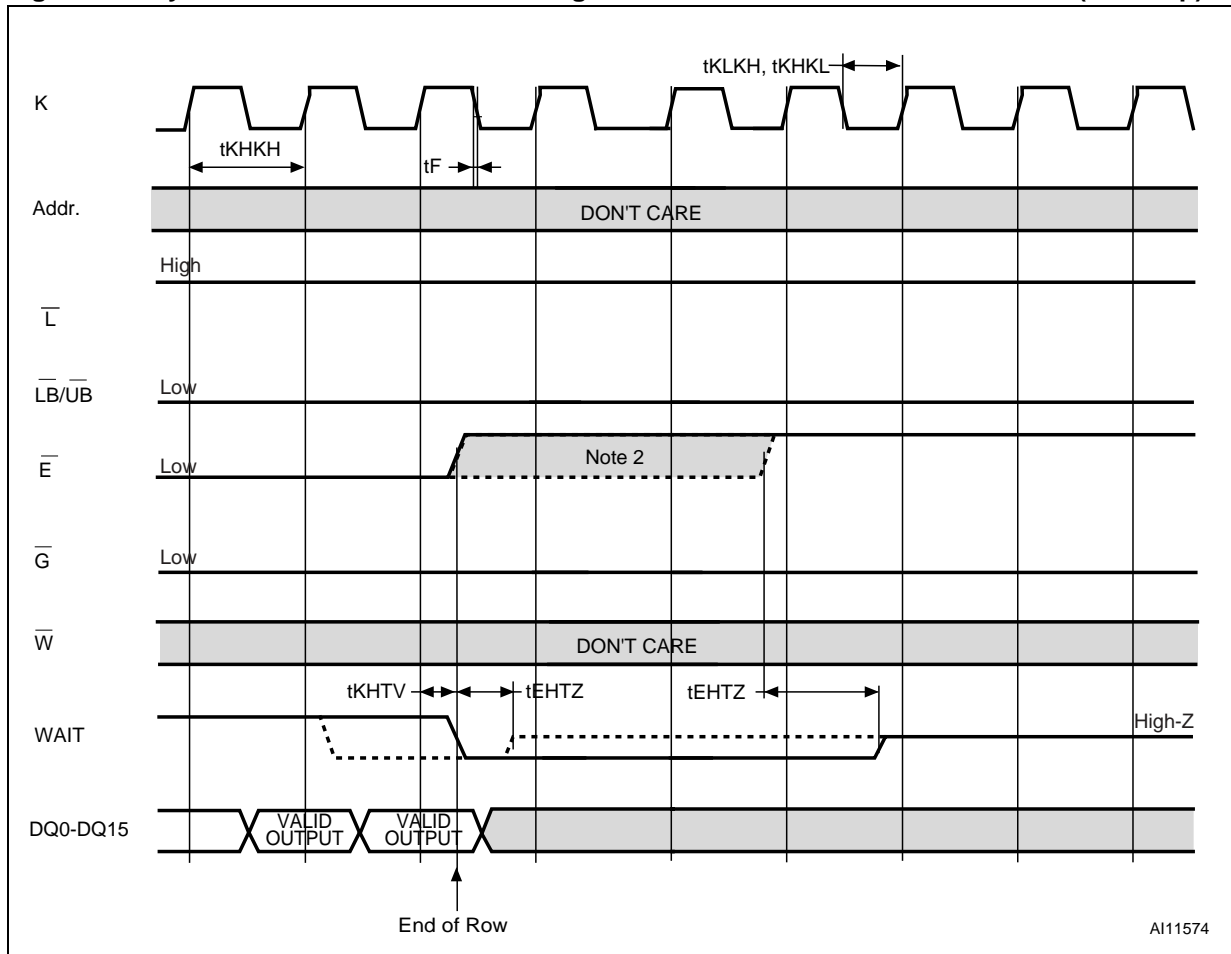 tKLKH, tKHKL
K
tKHKH
tF
Addr.
DON'T CARE
High
L
LB/UB
Low
E
Low
Note 2
G
Low
W
DON'T CARE
tKHTV
tEHTZ
tEHTZ
WAIT
High-Z
DQ0-DQ15
VALID
OUTPUT
VALID
OUTPUT
End of Row
AI11574